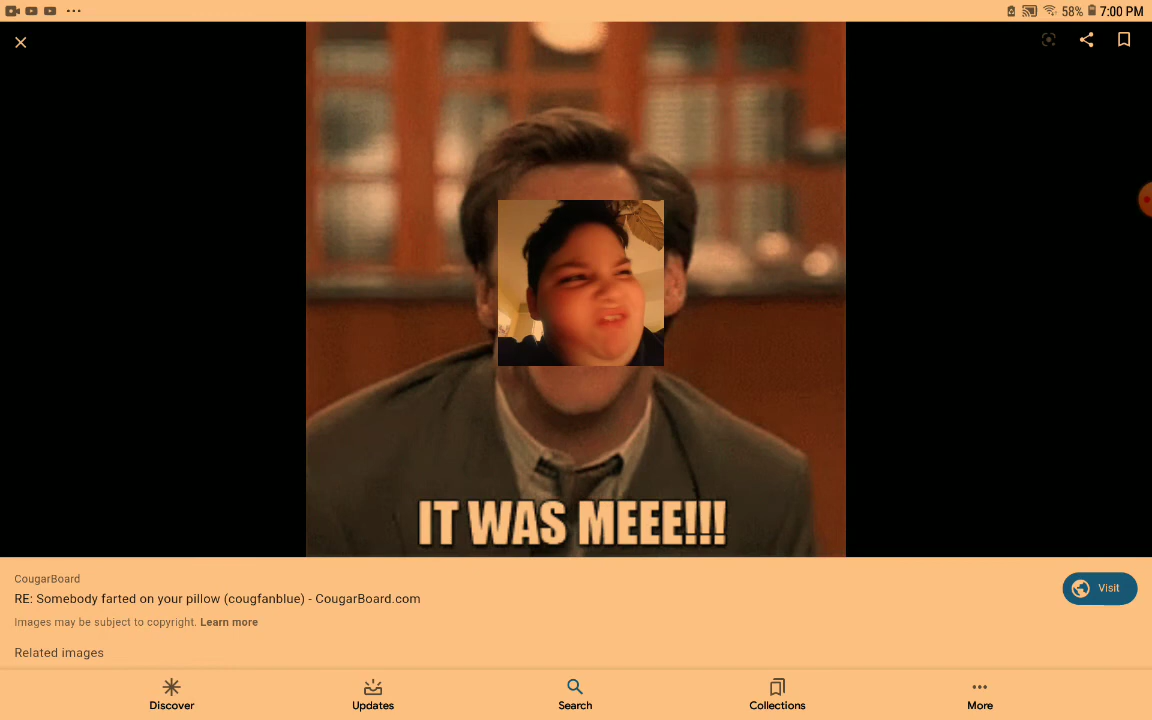 58% 7:00 PM
IT WAS MEEE!!!
CougarBoard
RE: Somebody farted on your pillow (cougfanblue) - CougarBoard.com
Visit
Images may be subject to copyright. Learn more
Related images
Discover Updates Search Collections More